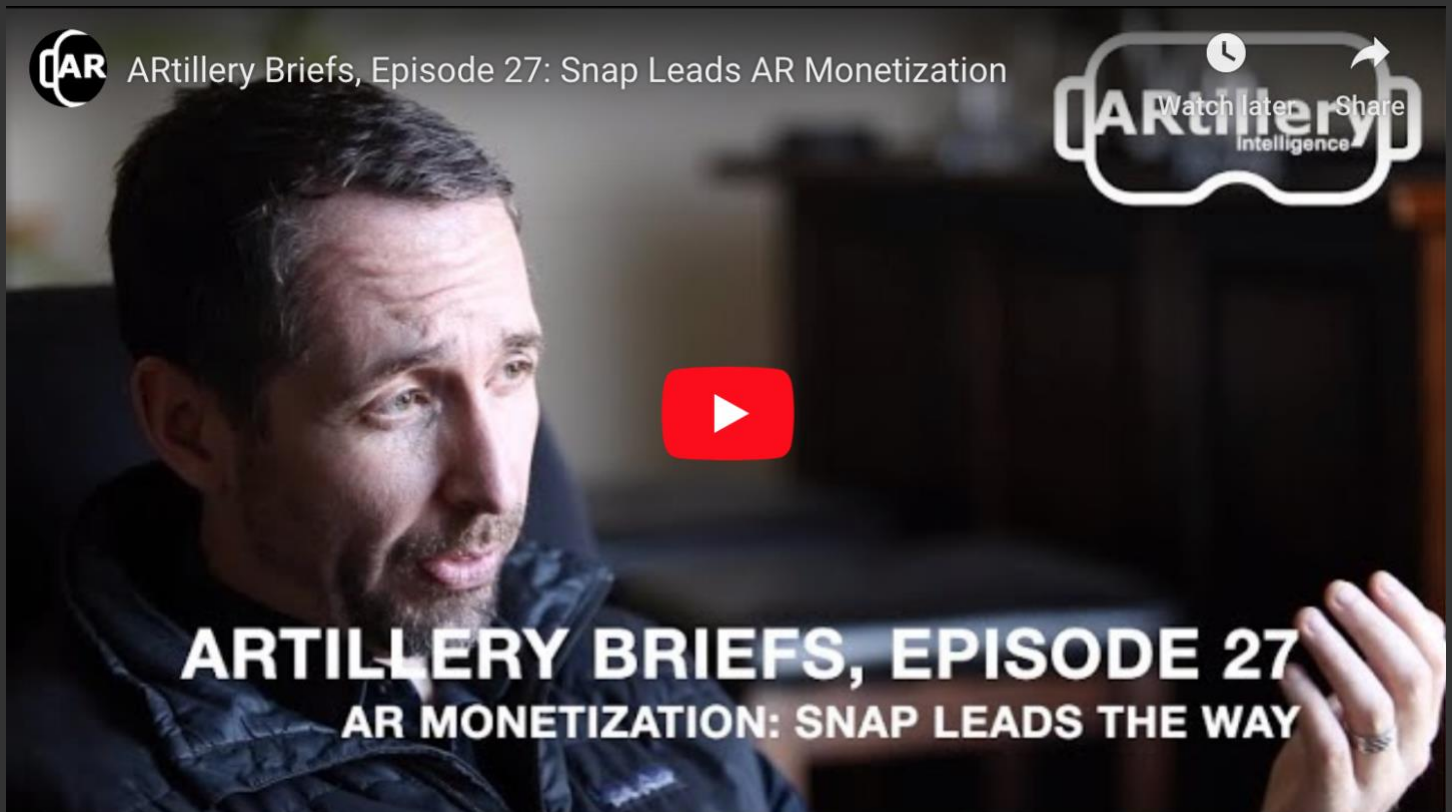 AR
ARtillery Briefs, Episode 27: Snap Leads AR Monetization
Watch later
Share
ARtillery
Intelligence
ARTILLERY BRIEFS, EPISODE 27
AR MONETIZATION: SNAP LEADS THE WAY